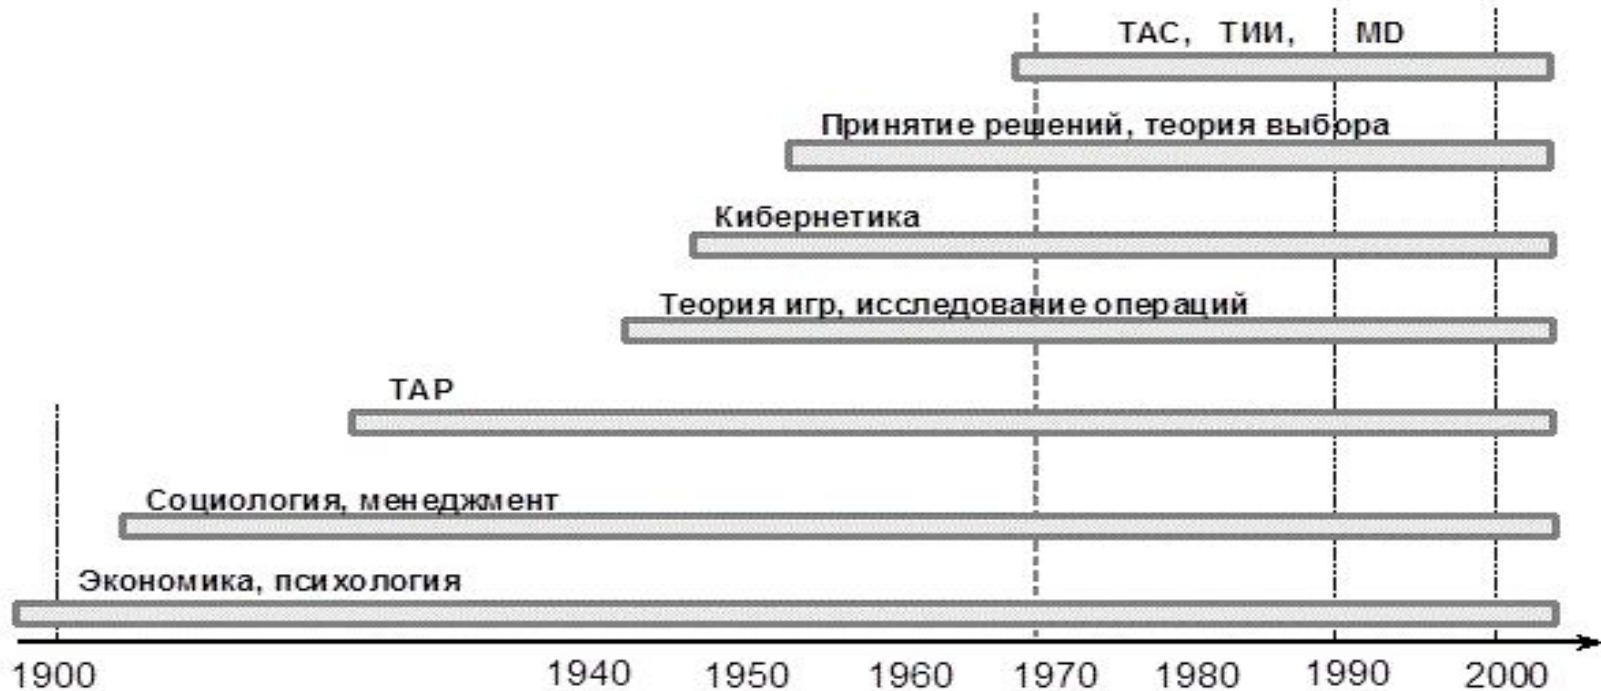 ТАС, ТИИ, MD
Принятие решений, теория выбора
Кибернетика
Теория игр, исследование операций
ТАР
Социология, менеджмент
Экономика, психология
1900 1940 1950 1960 1970 1980 1990 2000